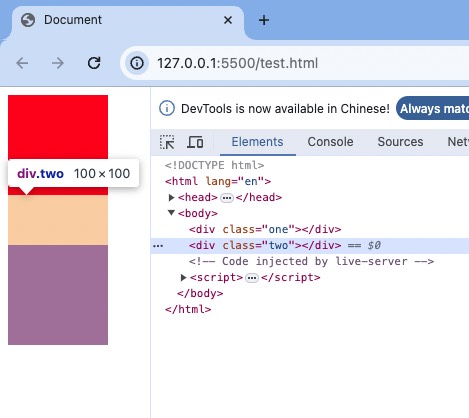 Document
127.0.0.1:5500/test.html
DevTools is now available in Chinese! Always matc
Elements Console Sources Net
<!DOCTYPE html>
<html lang="en">
<head> ... </head>
<body>
<div class="one"></div>
div.two 100×100
... <div class="two"></div> == $0
<!-- Code injected by live-server -->
<script> ... </script>
</body>
</html>